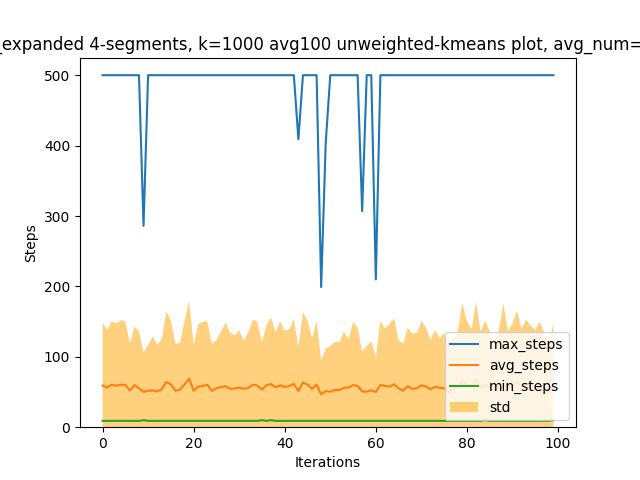 _expanded 4-segments, k=1000 avg100 unweighted-kmeans plot, avg_num=
500
400
300
200
100
0
Steps
0 20 40 60 80 100
Iterations
max_steps
avg_steps
min_steps
std